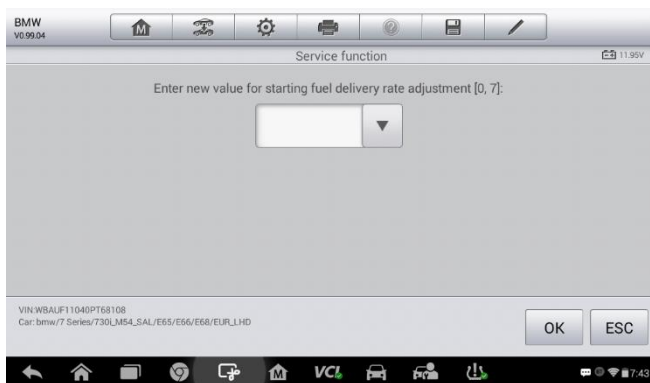 BMW
V0.99.04
Service function
11.95V
Enter new value for starting fuel delivery rate adjustment [0, 7]:
VIN:WBAUF11040PT68108
Car: bmw/7 Series/730i_M54_SAL/E65/E66/E68/EUR_LHD
OK
ESC
VCI
7:43